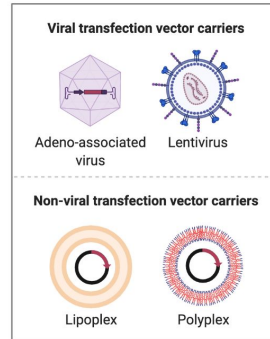 Viral transfection vector carriers
Adeno-associated
virus
Lentivirus
Non-viral transfection vector carriers
Lipoplex
Polyplex